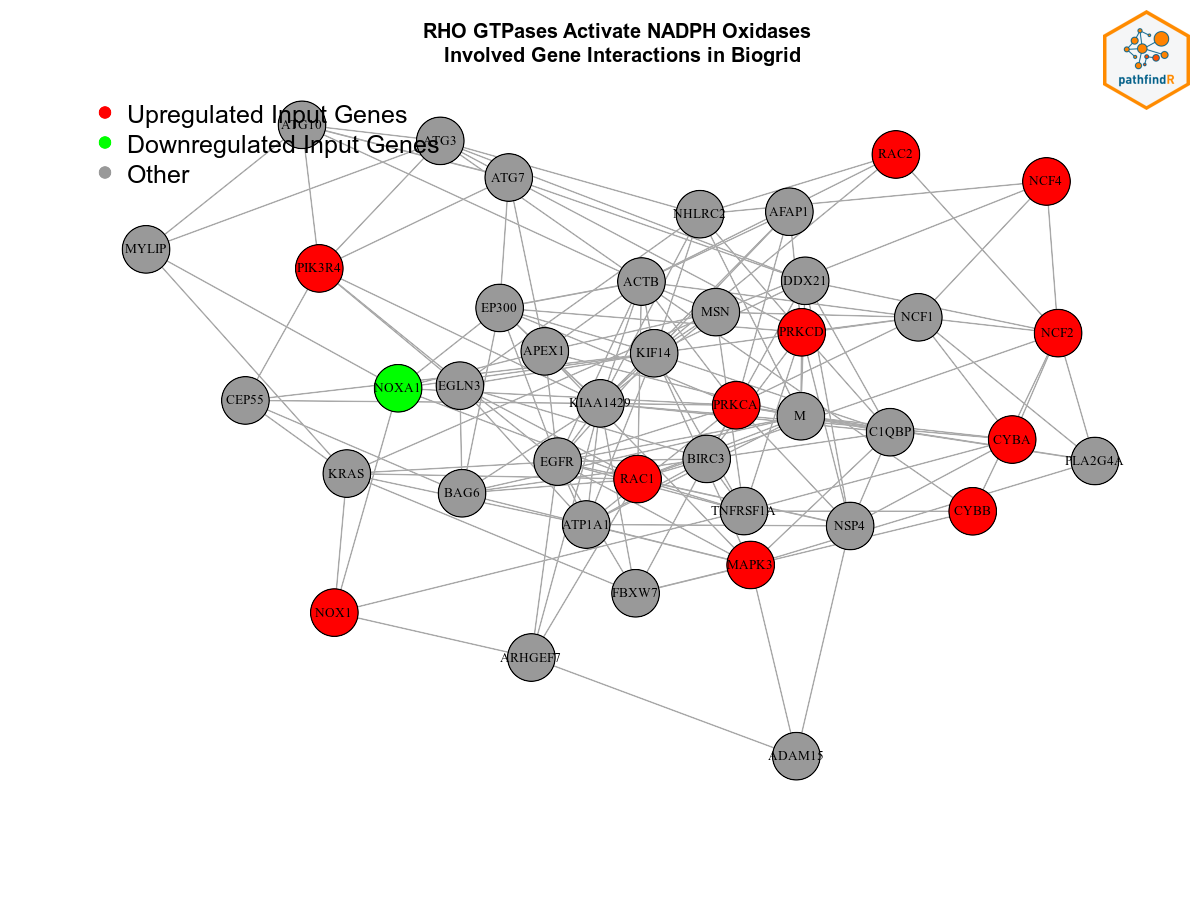 RHO GTPases Activate NADPH Oxidases
Involved Gene Interactions in Biogrid
pathfindR
Upregulated Input Genes
Downregulated Input Genes
Other
ATG10
ATG3
ATG7
RAC2
NCF4
NHLRC2
AFAP1
MYLIP
PIK3R4
ACTB
DDX21
EP300
MSN
NCF1
PRKCD
NCF2
APEX1
KIF14
NOXA1
EGLN3
CEP55
KIAA1429
PRKCA
M
C1QBP
CYBA
EGFR
BIRC3
PLA2G4A
KRAS
RAC1
BAG6
TNFRSF1A
CYBB
ATP1A1
NSP4
MAPK3
FBXW7
NOX1
ARHGEF7
ADAM15